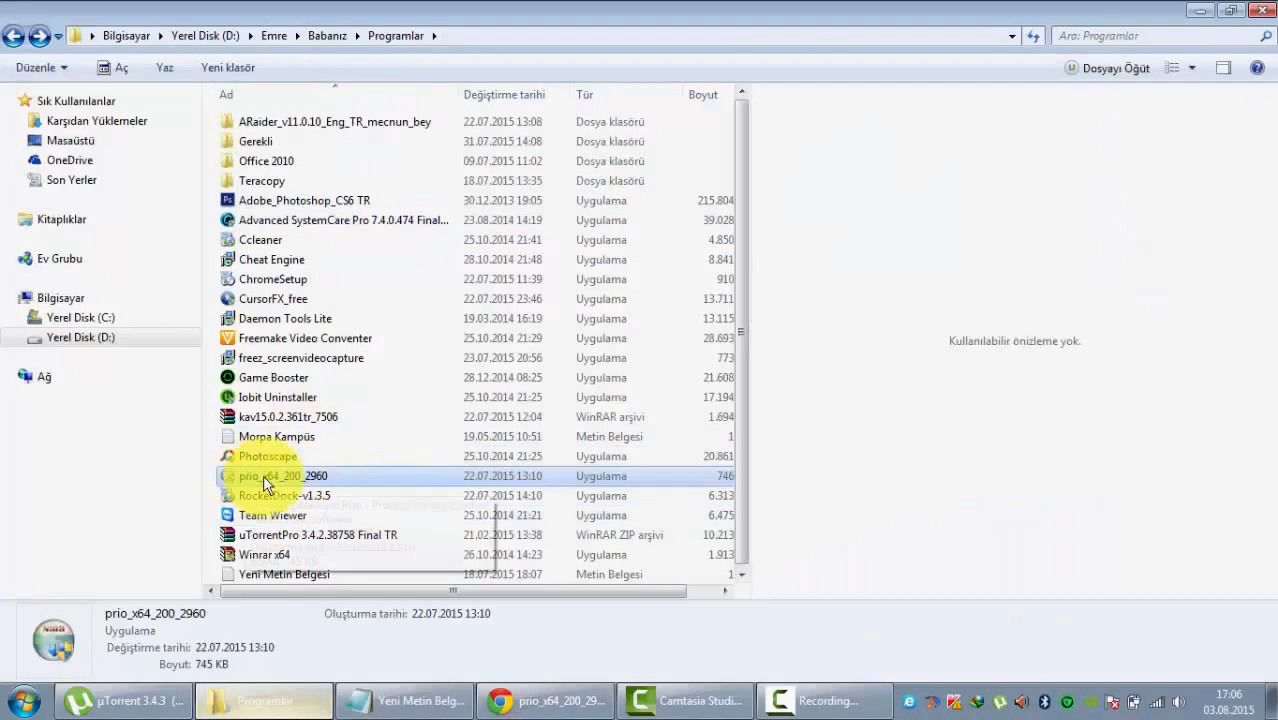 Bilgisayar Yerel Disk (D:) Emre Babanız Programlar Ara: Programlar
Düzenle Aç Yaz Yeni klasör Dosyayı Öğüt
Sık Kullanılanlar
Karşıdan Yüklemeler
Masaüstü
OneDrive
Son Yerler
Kitaplıklar
Ev Grubu
Bilgisayar
Yerel Disk (C:)
Yerel Disk (D:)
Ağ
Ad Değiştirme tarihi Tür Boyut
ARaider_v11.0.10_Eng_TR_mecnun_bey 22.07.2015 13:08 Dosya klasörü
Gerekli 31.07.2015 14:08 Dosya klasörü
Office 2010 09.07.2015 11:02 Dosya klasörü
Teracopy 18.07.2015 13:35 Dosya klasörü
Adobe_Photoshop_CS6 TR 30.12.2013 19:05 Uygulama 215.804
Advanced SystemCare Pro 7.4.0.474 Final... 23.08.2014 14:19 Uygulama 39.028
Ccleaner 25.10.2014 21:41 Uygulama 4.850
Cheat Engine 28.10.2014 21:48 Uygulama 8.841
ChromeSetup 22.07.2015 11:39 Uygulama 910
CursorFX_free 22.07.2015 23:46 Uygulama 13.711
Daemon Tools Lite 19.03.2014 16:19 Uygulama 13.115
Freemake Video Conventer 25.10.2014 21:29 Uygulama 28.693
freez_screenvideocapture 23.07.2015 20:56 Uygulama 773
Game Booster 28.12.2014 08:25 Uygulama 21.608
Iobit Uninstaller 25.10.2014 21:25 Uygulama 17.194
kav15.0.2.361tr_7506 22.07.2015 12:04 WinRAR arşivi 1.694
Morpa Kampüs 19.05.2015 10:51 Metin Belgesi 1
Photoscape 25.10.2014 21:25 Uygulama 20.861
prio_x64_200_2960 22.07.2015 13:10 Uygulama 746
RocketDock-v1.3.5 22.07.2015 14:10 Uygulama 6.313
Team Wiewer 25.10.2014 21:21 Uygulama 6.475
uTorrentPro 3.4.2.38758 Final TR 21.02.2015 13:38 WinRAR ZIP arşivi 10.213
Winrar x64 26.10.2014 14:23 Uygulama 1.913
Yeni Metin Belgesi 18.07.2015 18:07 Metin Belgesi 1
Kullanılabilir önizleme yok.
prio_x64_200_2960 Oluşturma tarihi: 22.07.2015 13:10
Uygulama
Değiştirme tarihi: 22.07.2015 13:10
Boyut: 745 KB
µTorrent 3.4.3 (... Programlar Yeni Metin Belg... prio_x64_200_29... Camtasia Studi... Recording...
17:06
03.08.2015